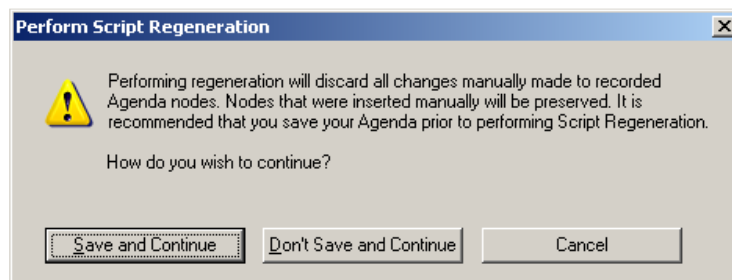 Perform Script Regeneration
Performing regeneration will discard all changes manually made to recorded
Agenda nodes. Nodes that were inserted manually will be preserved. It is
recommended that you save your Agenda prior to performing Script Regeneration.
How do you wish to continue?
Save and Continue Don't Save and Continue Cancel